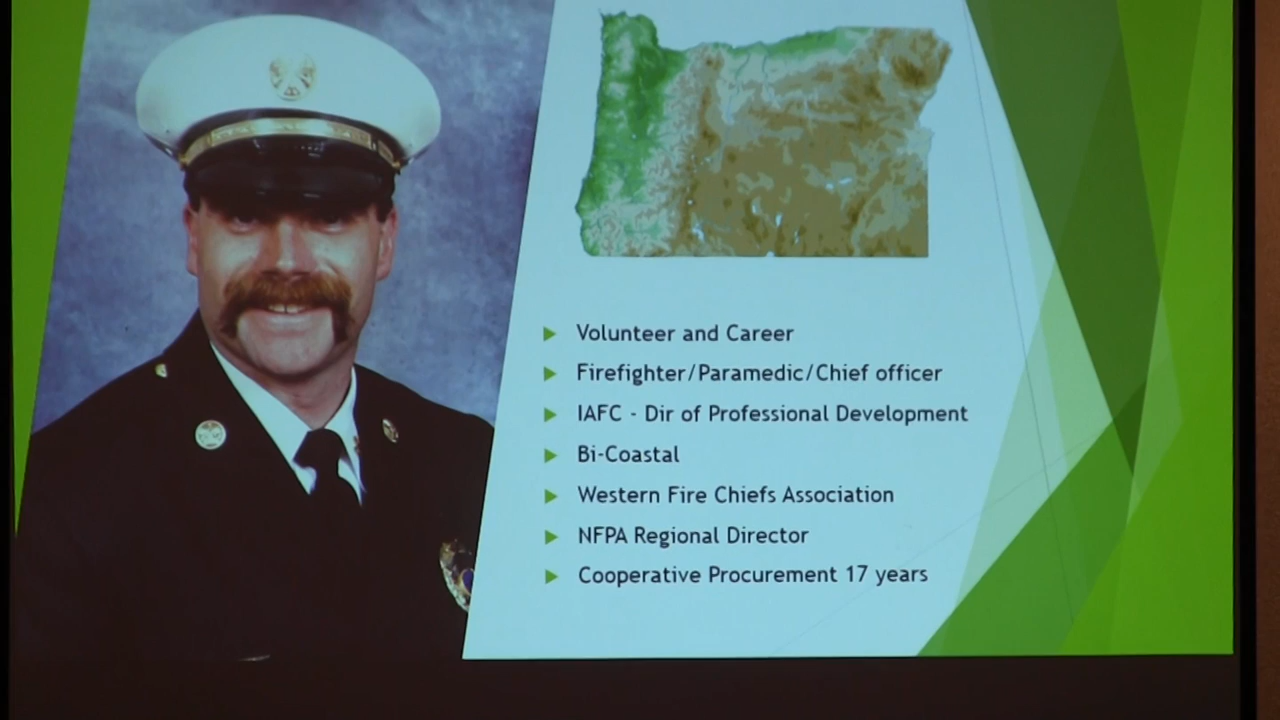 Volunteer and Career
Firefighter/Paramedic/Chief officer
IAFC - Dir of Professional Development
Bi-Coastal
Western Fire Chiefs Association
NFPA Regional Director
Cooperative Procurement 17 years